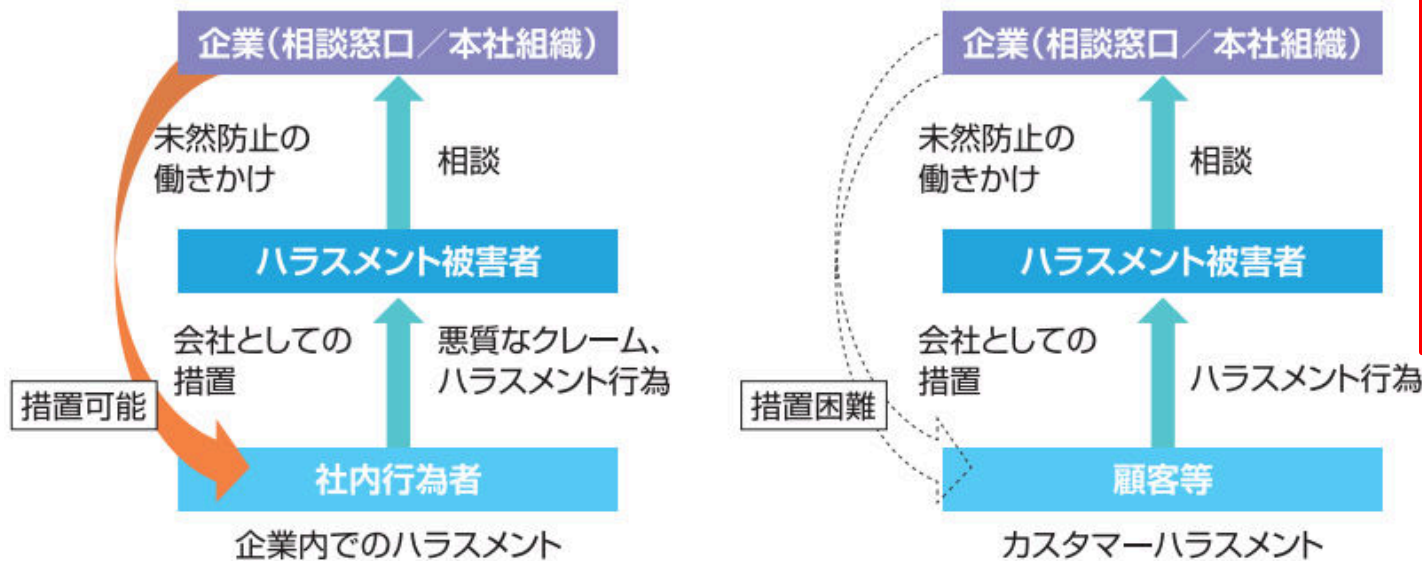 企業(相談窓口／本社組織)
未然防止の
働きかけ
相談
ハラスメント被害者
会社としての
措置
悪質なクレーム、
ハラスメント行為
措置可能
社内行為者
企業内でのハラスメント
企業(相談窓口／本社組織)
未然防止の
働きかけ
相談
ハラスメント被害者
会社としての
措置
ハラスメント行為
措置困難
顧客等
カスタマーハラスメント